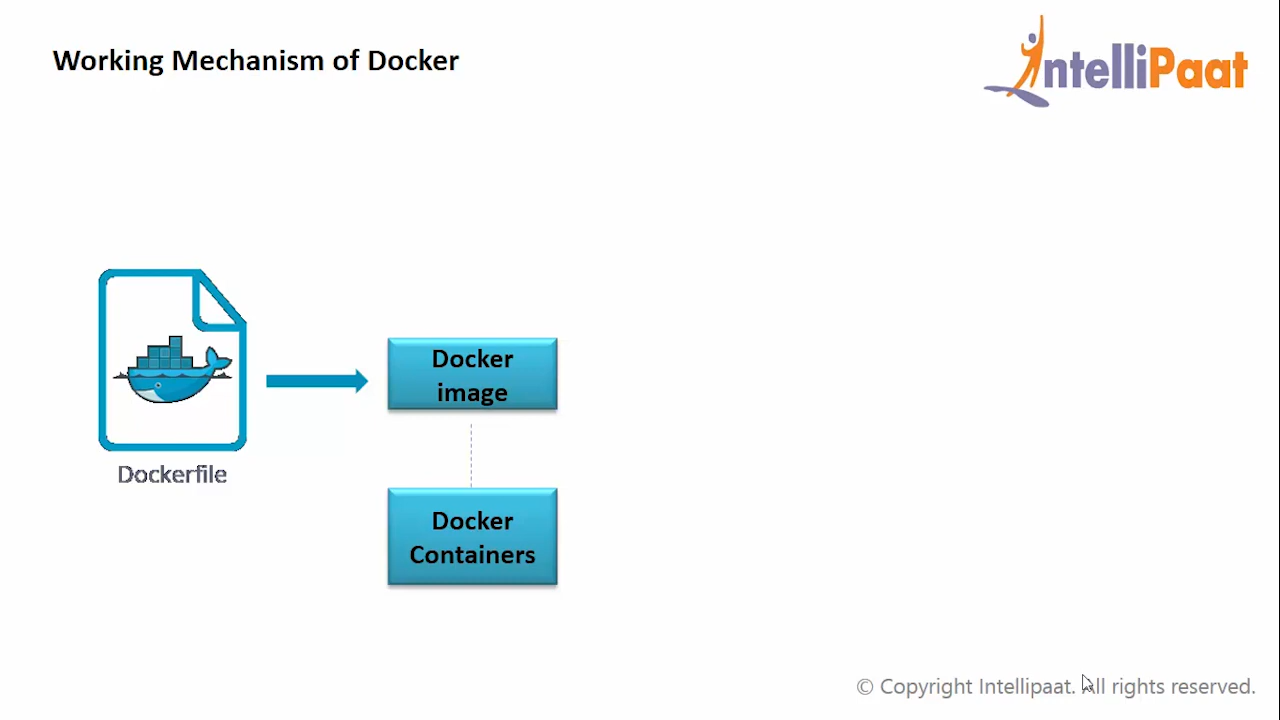 Working Mechanism of Docker
IntelliPaat
Docker
image
Dockerfile
Docker
Containers
© Copyright Intellipaat. All rights reserved.